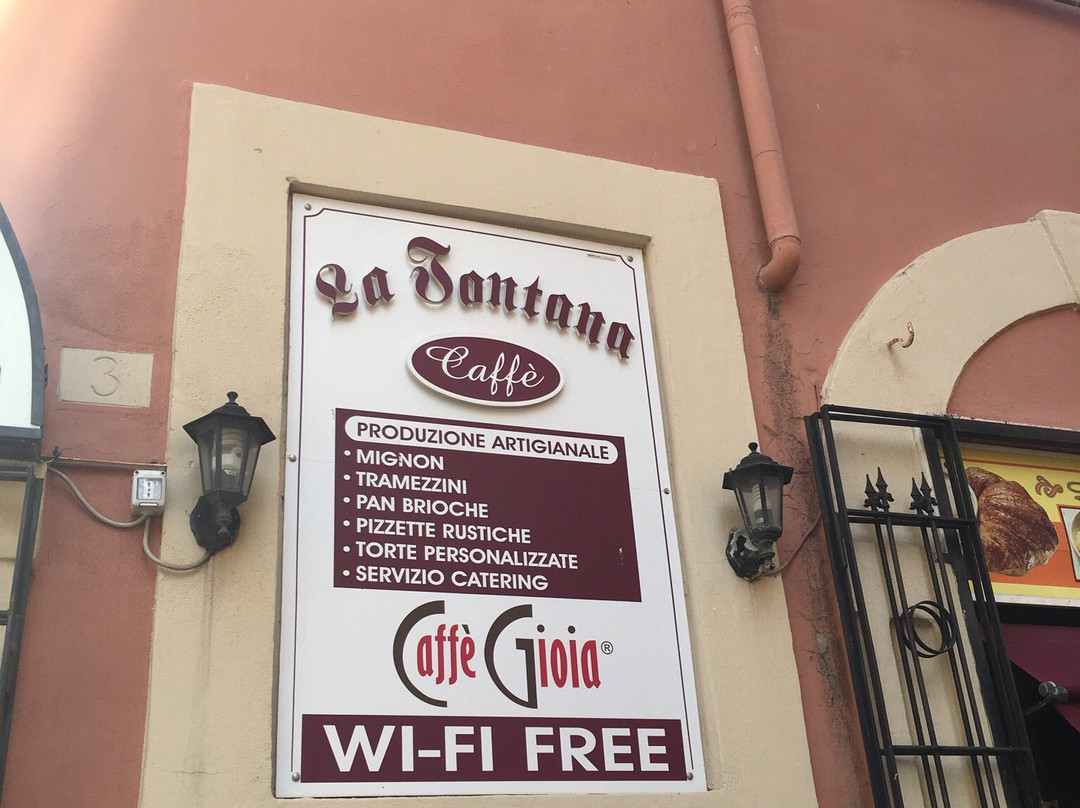 La Fontana
Caffè
PRODUZIONE ARTIGIANALE
• MIGNON
• TRAMEZZINI
• PAN BRIOCHE
• PIZZETTE RUSTICHE
• TORTE PERSONALIZZATE
• SERVIZIO CATERING
Caffè Gioia®
WI-FI FREE
3